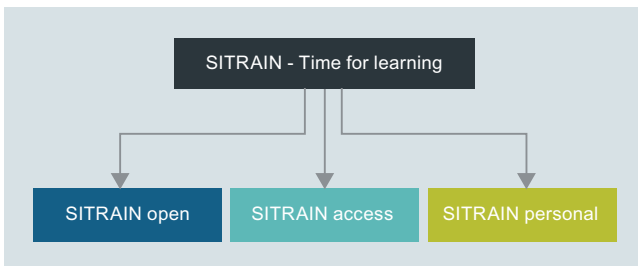 SITRAIN - Time for learning
SITRAIN open
SITRAIN access
SITRAIN personal